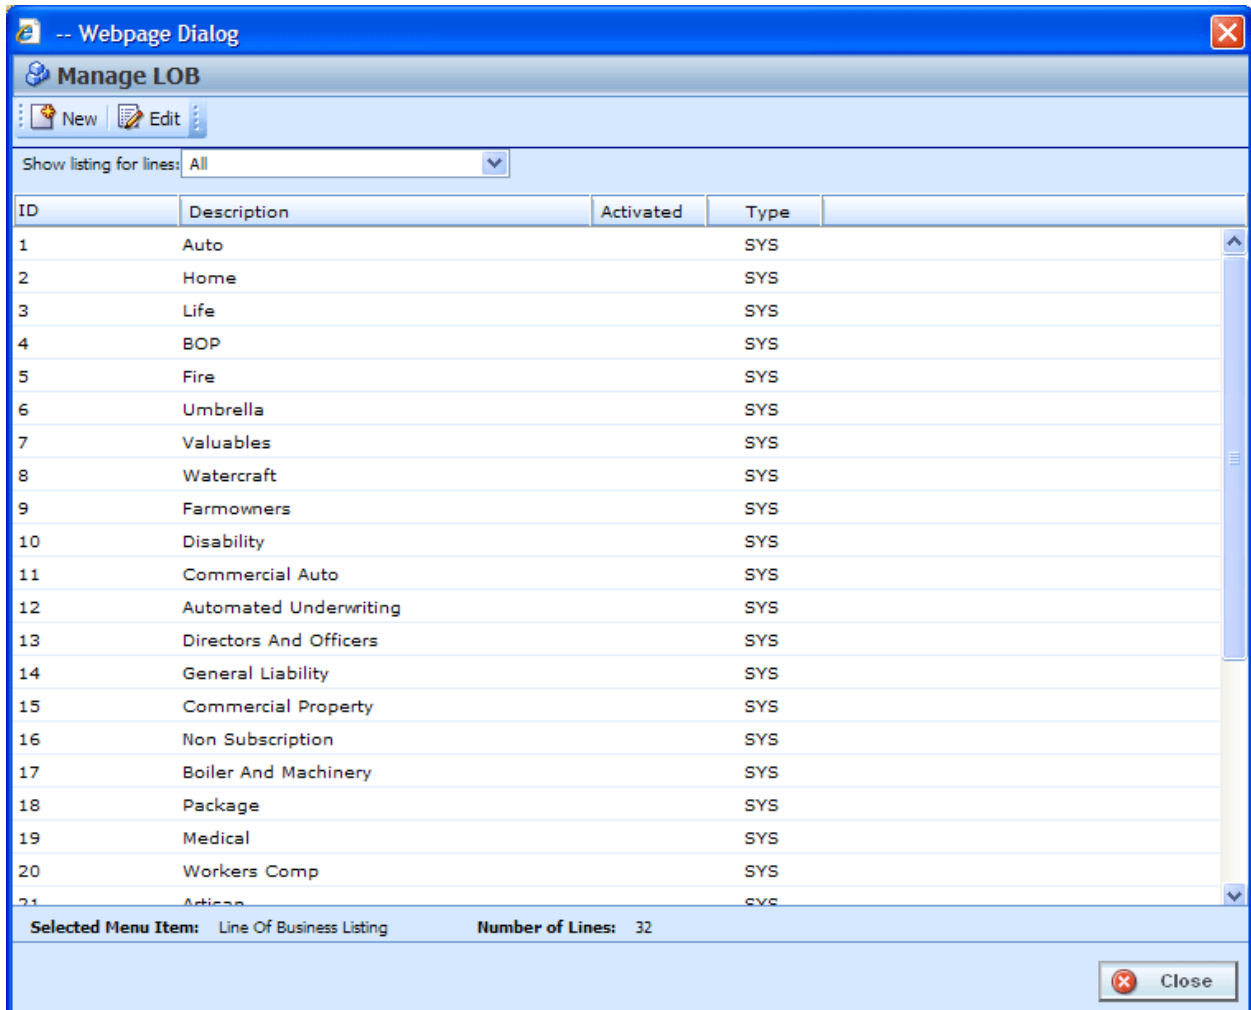 -- Webpage Dialog
Manage LOB
New Edit
Show listing for lines: All
ID Description Activated Type
1 Auto SYS
2 Home SYS
3 Life SYS
4 BOP SYS
5 Fire SYS
6 Umbrella SYS
7 Valuables SYS
8 Watercraft SYS
9 Farmowners SYS
10 Disability SYS
11 Commercial Auto SYS
12 Automated Underwriting SYS
13 Directors And Officers SYS
14 General Liability SYS
15 Commercial Property SYS
16 Non Subscription SYS
17 Boiler And Machinery SYS
18 Package SYS
19 Medical SYS
20 Workers Comp SYS
21 Artisan SYS
Selected Menu Item: Line Of Business Listing Number of Lines: 32
Close